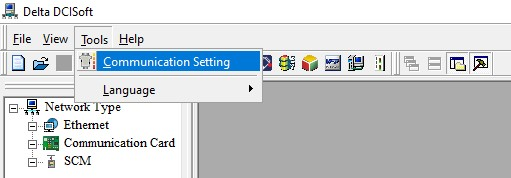 Delta DCISoft
File View Tools Help
Communication Setting
Language
Network Type
Ethernet
Communication Card
SCM